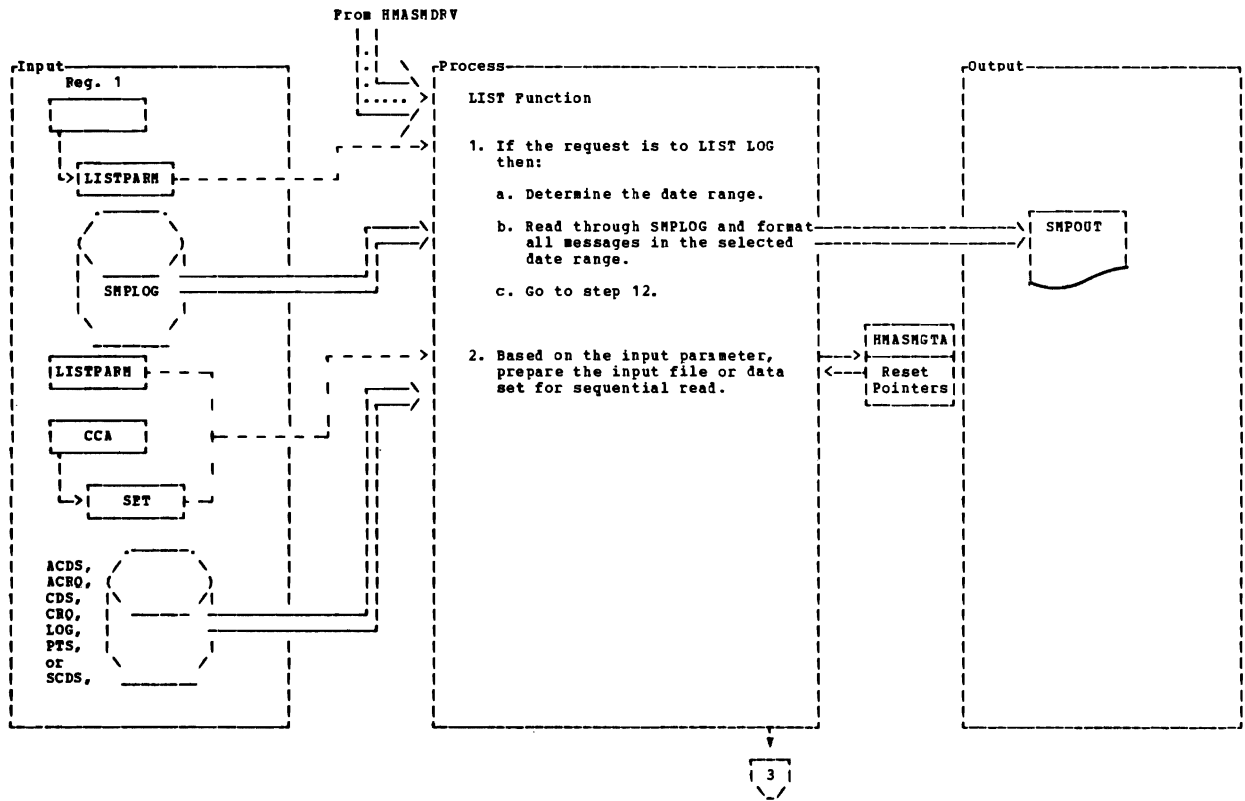 From HMASMDRV
Input
Reg. 1
LISTPARM
SMPLOG
LISTPARM
CCA
SET
ACDS,
ACRQ,
CDS,
CRQ,
LOG,
PTS,
or
SCDS,
Process
LIST Function
1. If the request is to LIST LOG
then:
a. Determine the date range.
b. Read through SMPLOG and format
all messages in the selected
date range.
c. Go to step 12.
2. Based on the input parameter,
prepare the input file or data
set for sequential read.
HMASMGTA
Reset
Pointers
Output
SMPOUT
3